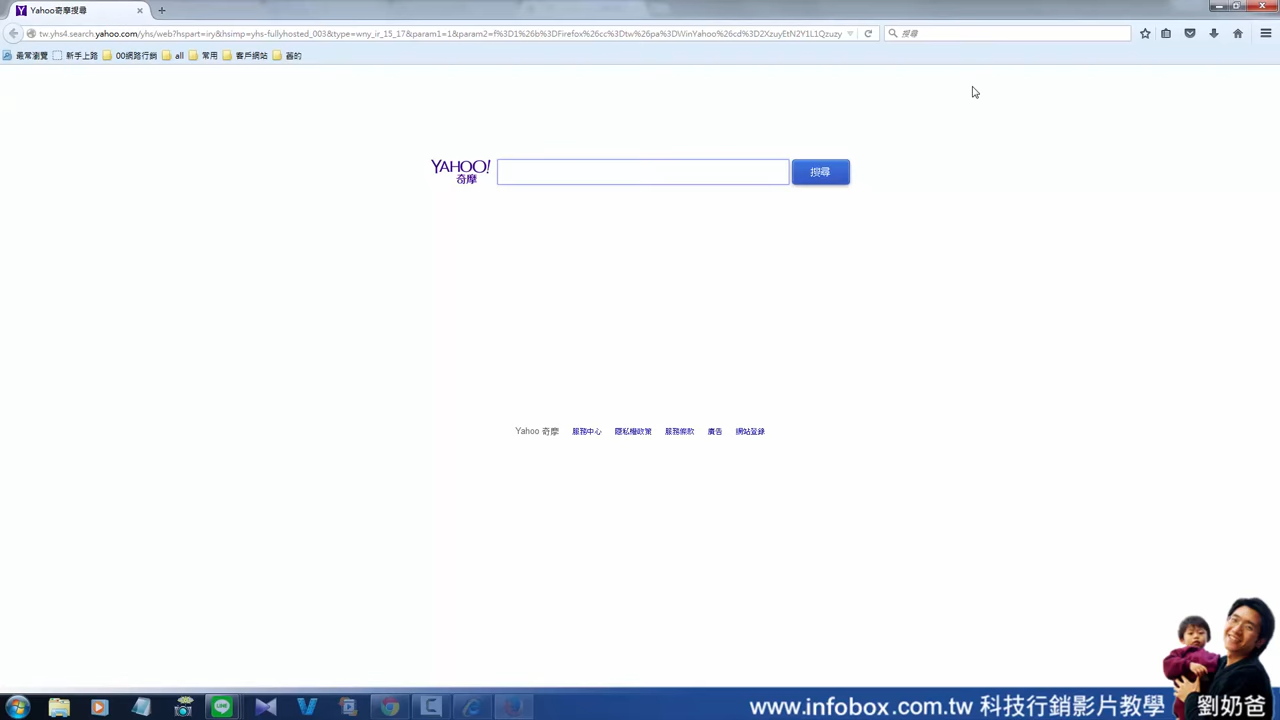 Yahoo奇摩搜尋
tw.yhs4.search.yahoo.com/yhs/web?hspart=iry&hsimp=yhs-fullyhosted_003&type=wny_ir_15_17&param1=1&param2=f%3D1%26b%3DFirefox%26cc%3Dtw%26pa%3DWinYahoo%26cd%3D2XzuyEtN2Y1L1Qzuzy
搜尋
最常瀏覽 新手上路 00網路行銷 all 常用 客戶網站 舊的
YAHOO!
奇摩
搜尋
Yahoo 奇摩 服務中心 隱私權政策 服務條款 廣告 網站登錄
LINE
www.infobox.com.tw 科技行銷影片教學 劉奶爸